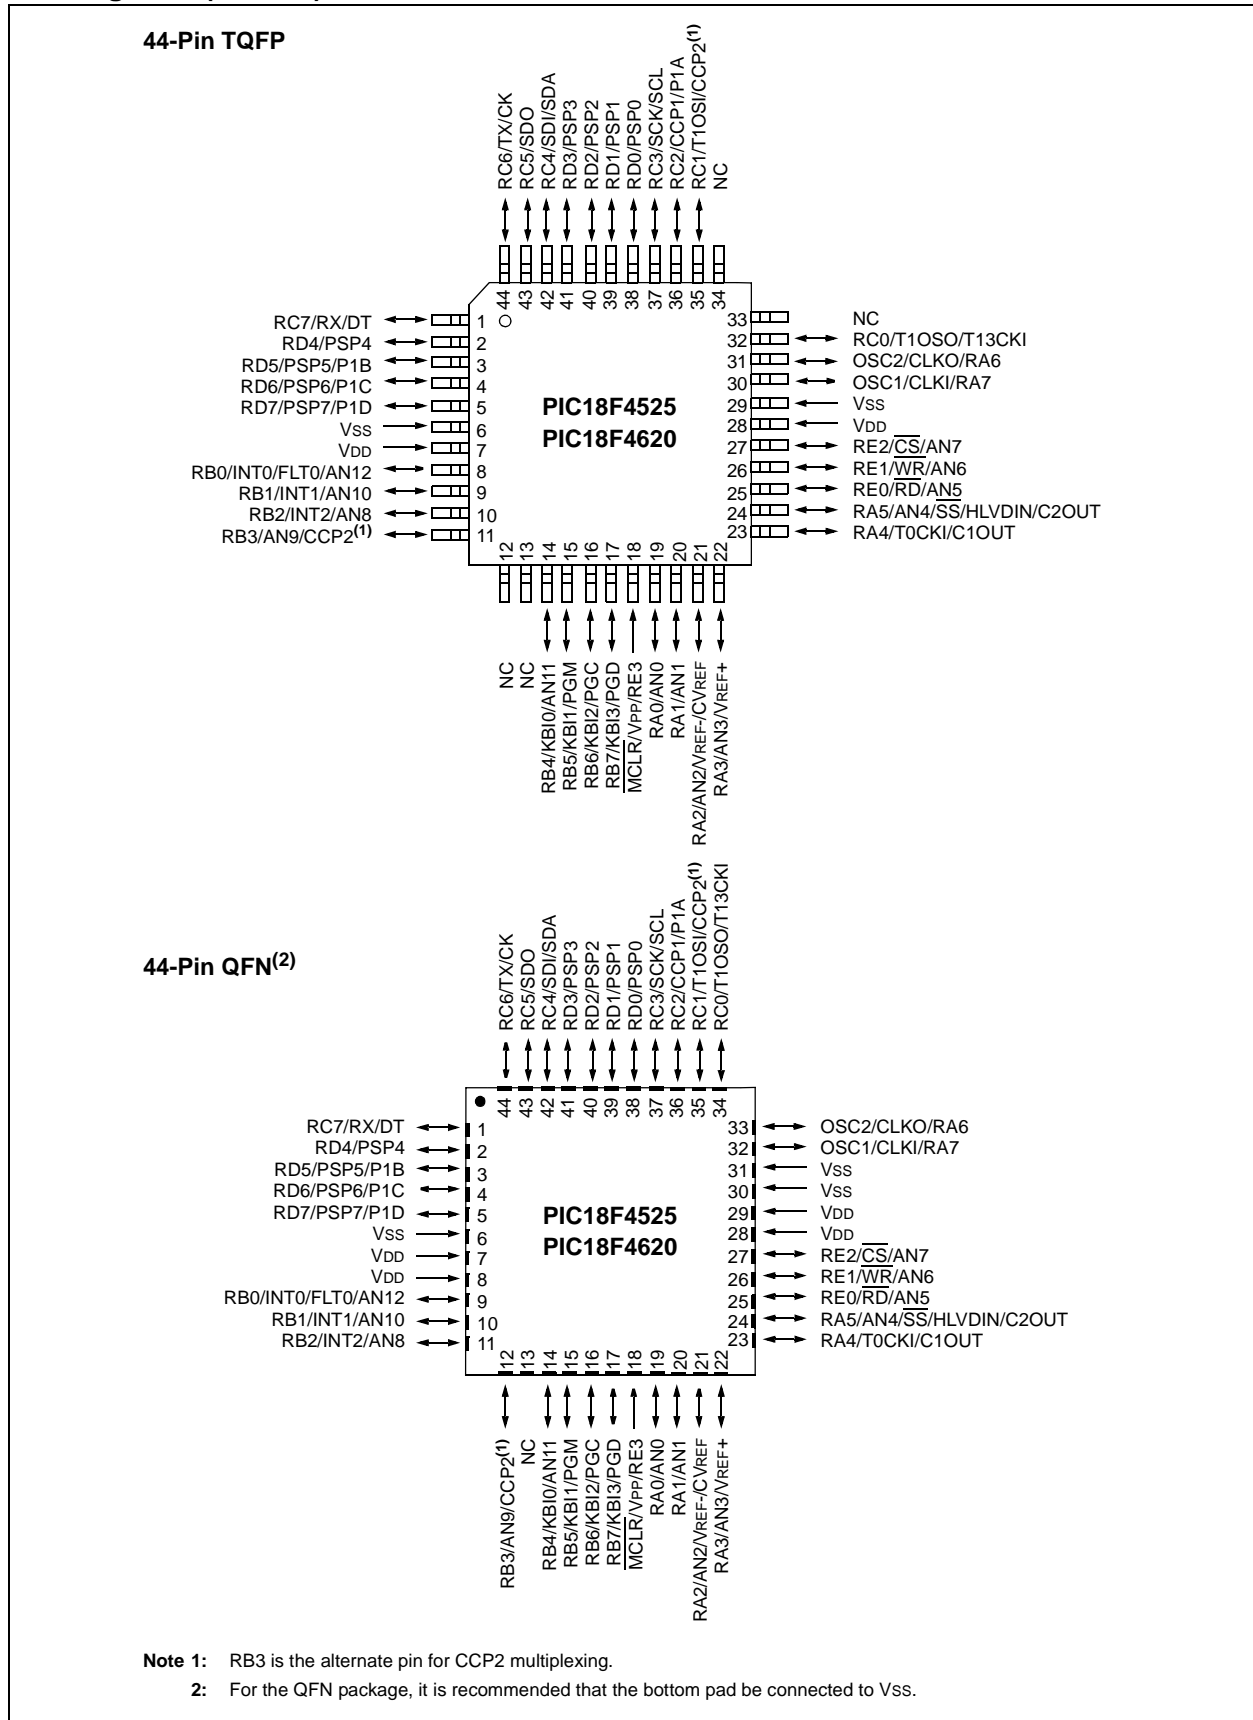 44-Pin TQFP
RC6/TX/CK
RC5/SDO
RC4/SDI/SDA
RD3/PSP3
RD2/PSP2
RD1/PSP1
RD0/PSP0
RC3/SCK/SCL
RC2/CCP1/P1A
RC1/T1OSI/CCP2(1)
NC
44
43
42
41
40
39
38
37
36
35
34
RC7/RX/DT 1
RD4/PSP4 2
RD5/PSP5/P1B 3
RD6/PSP6/P1C 4
RD7/PSP7/P1D 5
VSS 6
VDD 7
RB0/INT0/FLT0/AN12 8
RB1/INT1/AN10 9
RB2/INT2/AN8 10
RB3/AN9/CCP2(1) 11
PIC18F4525
PIC18F4620
33 NC
32 RC0/T1OSO/T13CKI
31 OSC2/CLKO/RA6
30 OSC1/CLKI/RA7
29 VSS
28 VDD
27 RE2/CS/AN7
26 RE1/WR/AN6
25 RE0/RD/AN5
24 RA5/AN4/SS/HLVDIN/C2OUT
23 RA4/T0CKI/C1OUT
12
13
14
15
16
17
18
19
20
21
22
NC
NC
RB4/KBI0/AN11
RB5/KBI1/PGM
RB6/KBI2/PGC
RB7/KBI3/PGD
MCLR/VPP/RE3
RA0/AN0
RA1/AN1
RA2/AN2/VREF-/CVREF
RA3/AN3/VREF+
44-Pin QFN(2)
RC6/TX/CK
RC5/SDO
RC4/SDI/SDA
RD3/PSP3
RD2/PSP2
RD1/PSP1
RD0/PSP0
RC3/SCK/SCL
RC2/CCP1/P1A
RC1/T1OSI/CCP2(1)
RC0/T1OSO/T13CKI
44
43
42
41
40
39
38
37
36
35
34
RC7/RX/DT 1
RD4/PSP4 2
RD5/PSP5/P1B 3
RD6/PSP6/P1C 4
RD7/PSP7/P1D 5
VSS 6
VDD 7
VDD 8
RB0/INT0/FLT0/AN12 9
RB1/INT1/AN10 10
RB2/INT2/AN8 11
PIC18F4525
PIC18F4620
33 OSC2/CLKO/RA6
32 OSC1/CLKI/RA7
31 VSS
30 VSS
29 VDD
28 VDD
27 RE2/CS/AN7
26 RE1/WR/AN6
25 RE0/RD/AN5
24 RA5/AN4/SS/HLVDIN/C2OUT
23 RA4/T0CKI/C1OUT
12
13
14
15
16
17
18
19
20
21
22
RB3/AN9/CCP2(1)
NC
RB4/KBI0/AN11
RB5/KBI1/PGM
RB6/KBI2/PGC
RB7/KBI3/PGD
MCLR/VPP/RE3
RA0/AN0
RA1/AN1
RA2/AN2/VREF-/CVREF
RA3/AN3/VREF+
Note 1: RB3 is the alternate pin for CCP2 multiplexing.
2: For the QFN package, it is recommended that the bottom pad be connected to VSS.